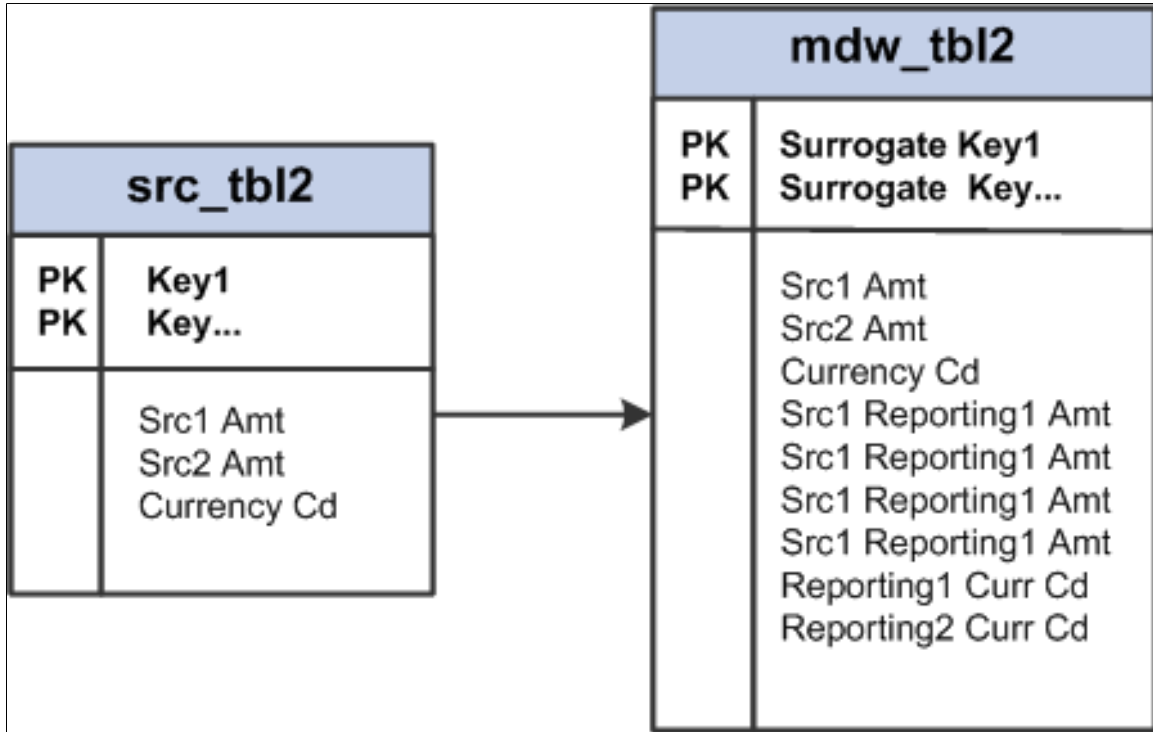 src_tbl2
PK Key1
PK Key...
Src1 Amt
Src2 Amt
Currency Cd
mdw_tbl2
PK Surrogate Key1
PK Surrogate Key...
Src1 Amt
Src2 Amt
Currency Cd
Src1 Reporting1 Amt
Src1 Reporting1 Amt
Src1 Reporting1 Amt
Src1 Reporting1 Amt
Reporting1 Curr Cd
Reporting2 Curr Cd